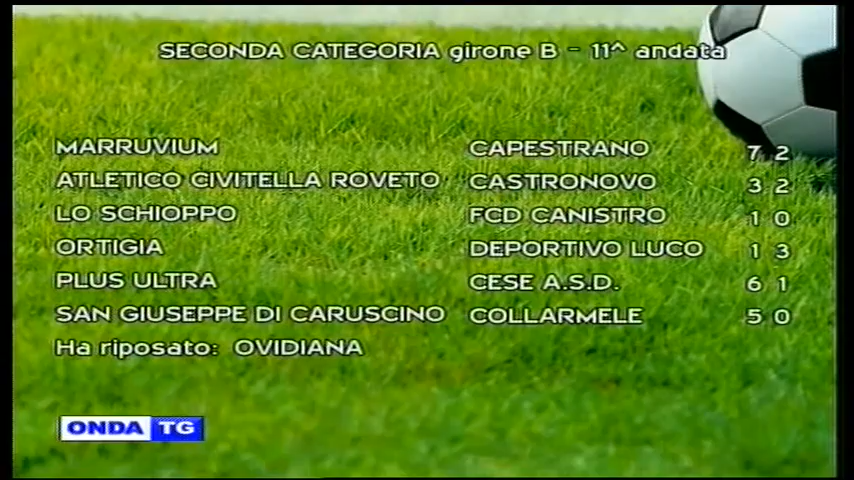 SECONDA CATEGORIA girone B - 11^ andata
MARRUVIUM CAPESTRANO 7 2
ATLETICO CIVITELLA ROVETO CASTRONOVO 3 2
LO SCHIOPPO FCD CANISTRO 1 0
ORTIGIA DEPORTIVO LUCO 1 3
PLUS ULTRA CESE A.S.D. 6 1
SAN GIUSEPPE DI CARUSCINO COLLARMELE 5 0
Ha riposato: OVIDIANA
ONDA TG